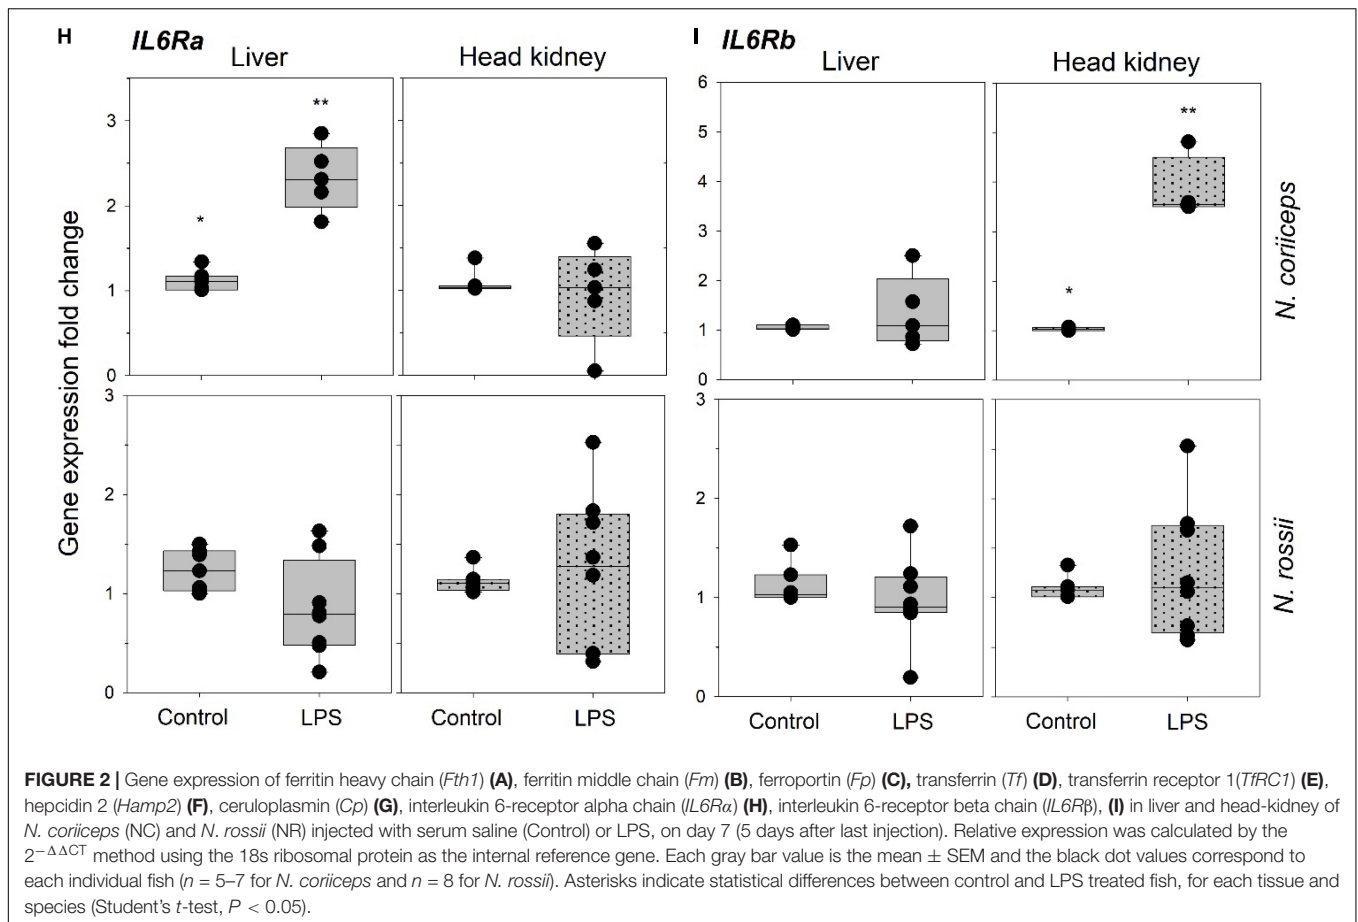 H IL6Ra
Liver Head kidney
I IL6Rb
Liver Head kidney
Gene expression fold change
3
2
1
0
**
*
6
5
4
3
2
1
0
**
*
N. coriiceps
3
2
1
0
3
2
1
0
N. rossii
Control LPS Control LPS
Control LPS Control LPS
FIGURE 2 | Gene expression of ferritin heavy chain (Fth1) (A), ferritin middle chain (Fm) (B), ferroportin (Fp) (C), transferrin (Tf) (D), transferrin receptor 1(TfRC1) (E),
hepcidin 2 (Hamp2) (F), ceruloplasmin (Cp) (G), interleukin 6-receptor alpha chain (IL6Rα) (H), interleukin 6-receptor beta chain (IL6Rβ), (I) in liver and head-kidney of
N. coriiceps (NC) and N. rossii (NR) injected with serum saline (Control) or LPS, on day 7 (5 days after last injection). Relative expression was calculated by the
2−ΔΔCT method using the 18s ribosomal protein as the internal reference gene. Each gray bar value is the mean ± SEM and the black dot values correspond to
each individual fish (n = 5–7 for N. coriiceps and n = 8 for N. rossii). Asterisks indicate statistical differences between control and LPS treated fish, for each tissue and
species (Student's t-test, P < 0.05).